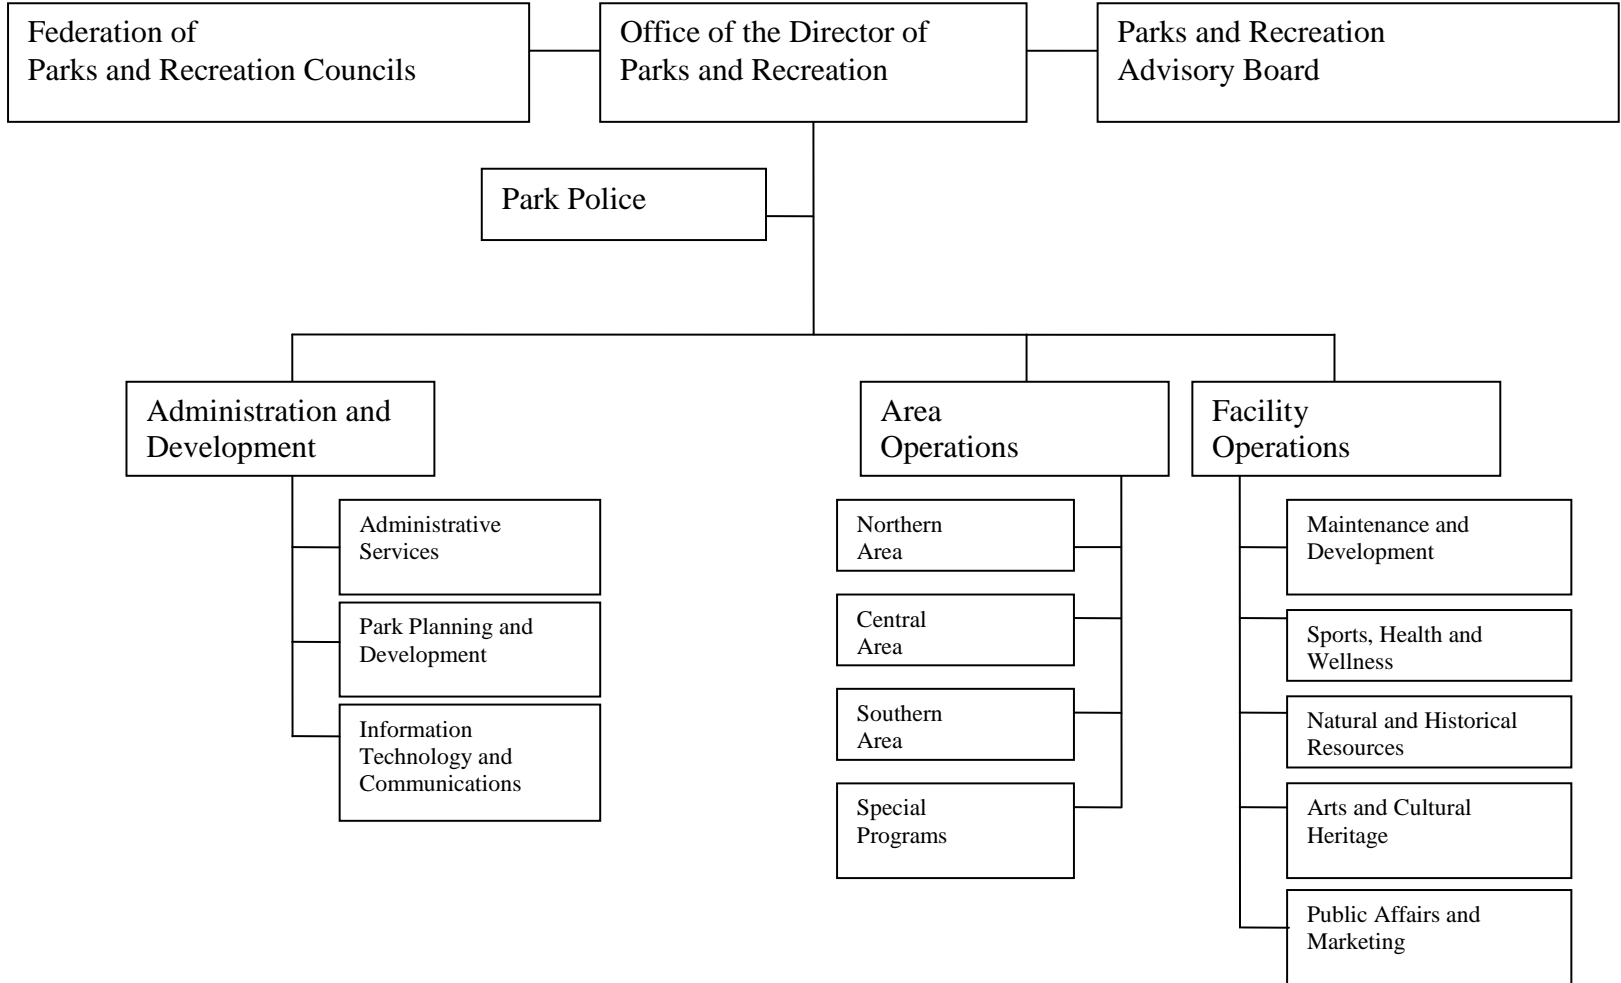 Federation of
Parks and Recreation Councils
Office of the Director of
Parks and Recreation
Parks and Recreation
Advisory Board
Park Police
Administration and
Development
Administrative
Services
Park Planning and
Development
Information
Technology and
Communications
Area
Operations
Northern
Area
Central
Area
Southern
Area
Special
Programs
Facility
Operations
Maintenance and
Development
Sports, Health and
Wellness
Natural and Historical
Resources
Arts and Cultural
Heritage
Public Affairs and
Marketing